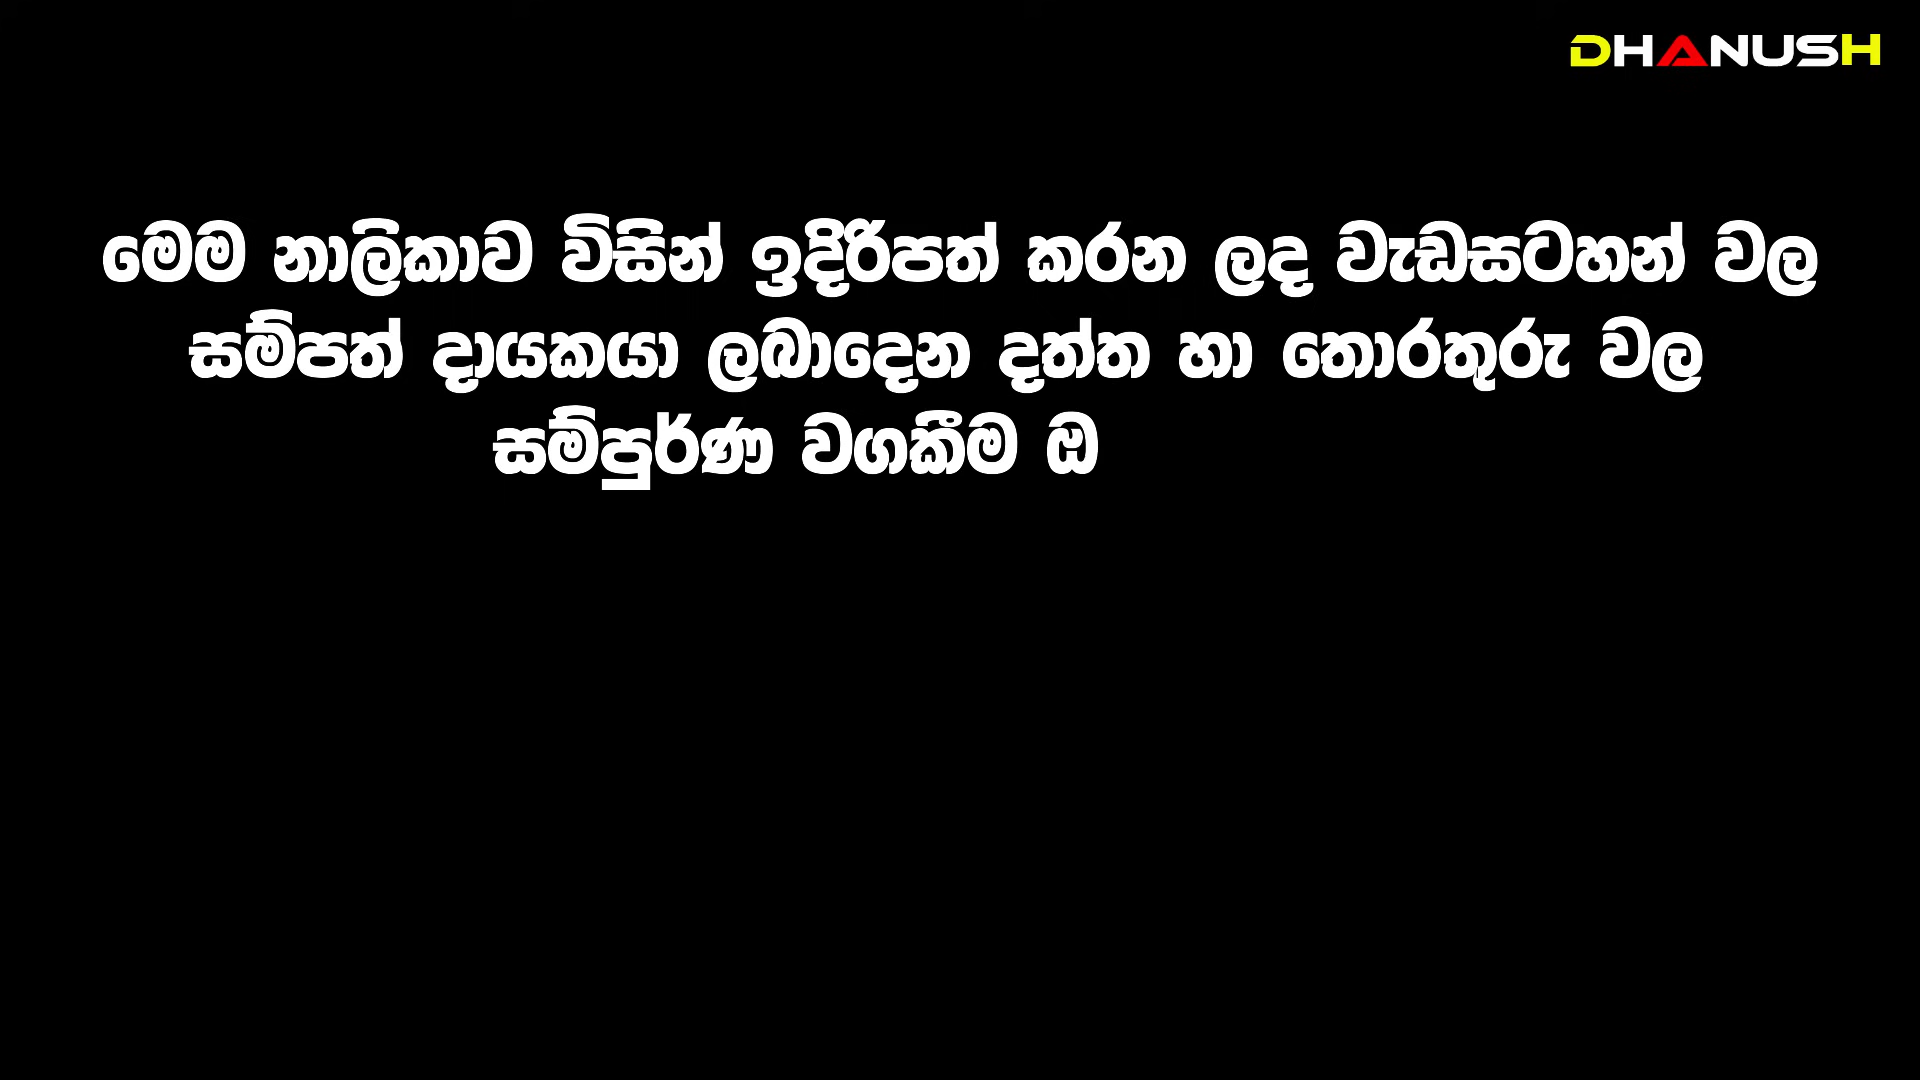 DHANUSH
මෙම නාලිකාව විසින් ඉදිරිපත් කරන ලද වැඩසටහන් වල
සම්පත් දායකයා ලබාදෙන දත්ත හා තොරතුරු වල
සම්පුර්ණ වගකීම ඔ